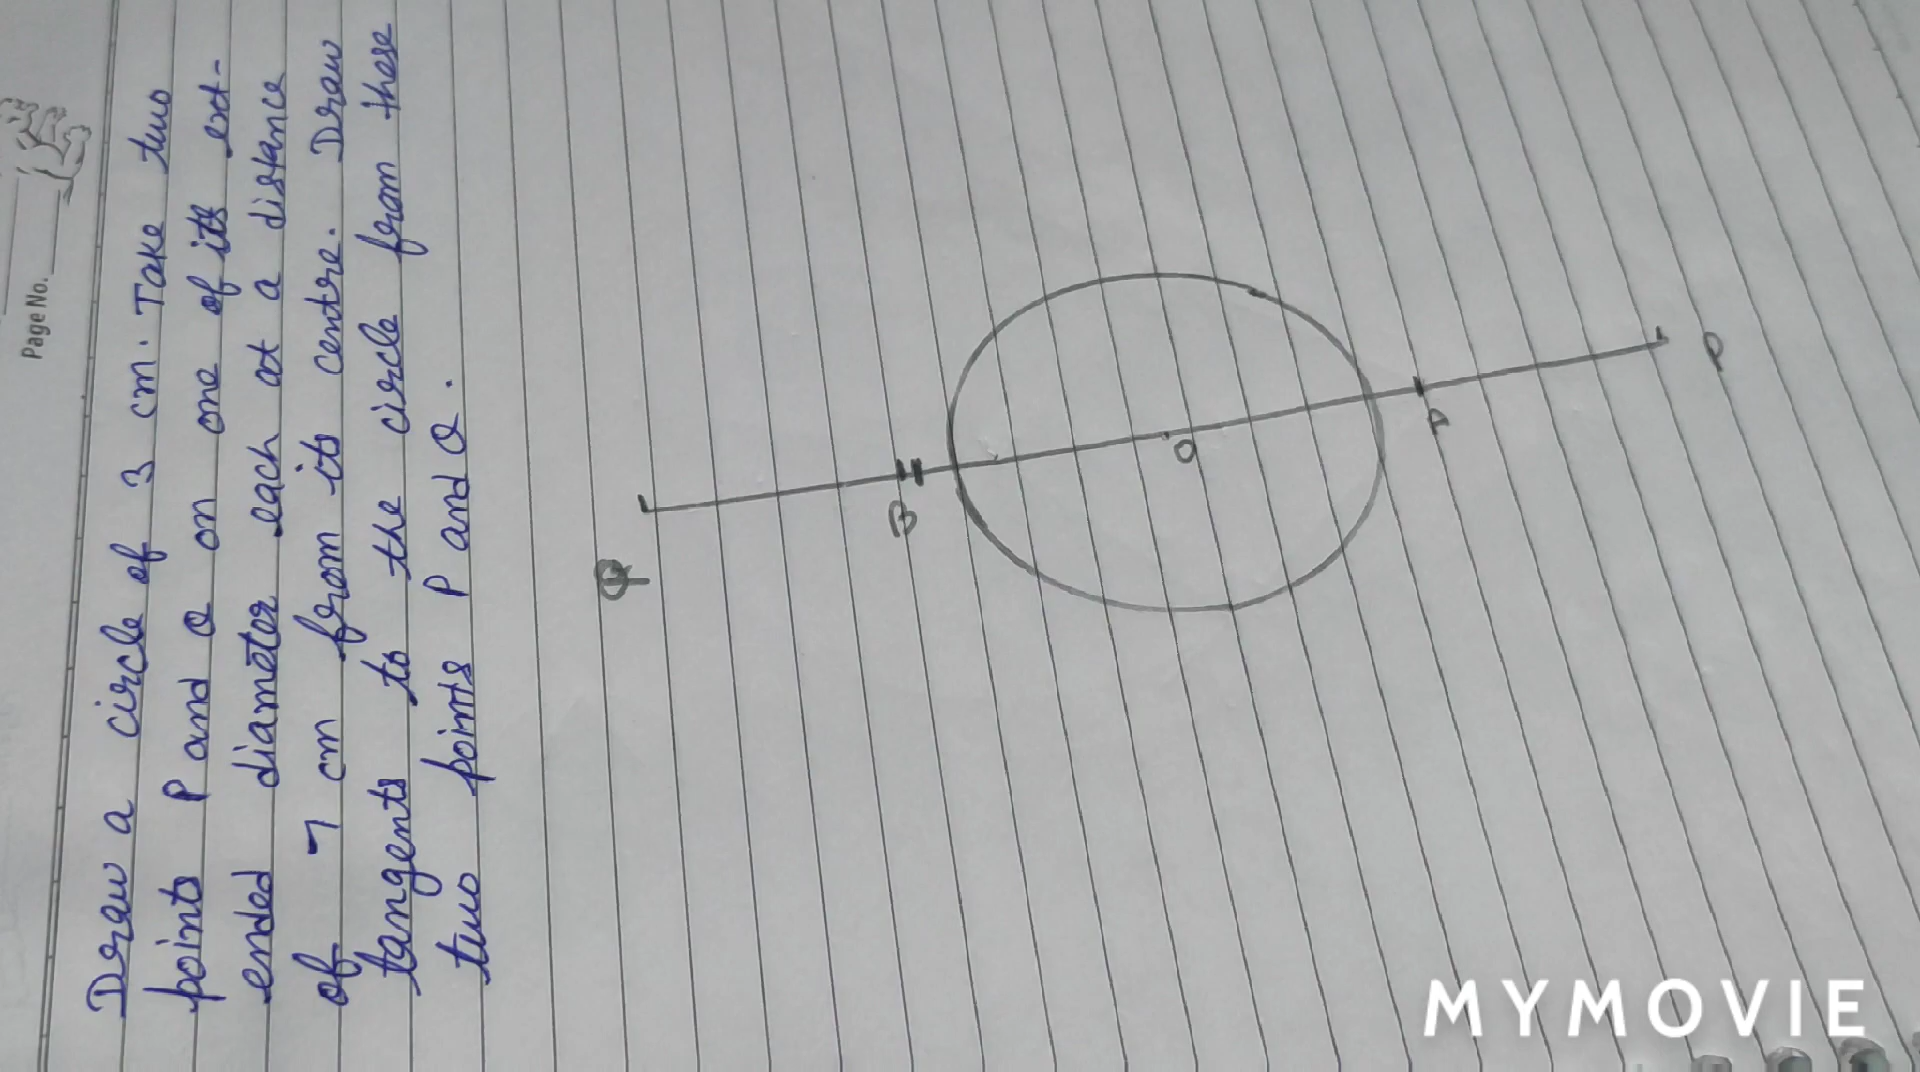 Page No.
Draw a circle of 3 cm. Take two
points P and Q on one of its ext-
ended diameter each at a distance
of 7 cm from its centre. Draw
tangents to the circle from these
two points P and Q.
Q
B
O
A
P
MYMOVIE